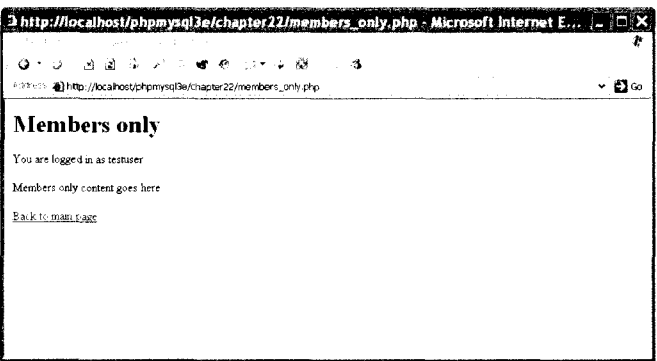 http://localhost/phpmysql3e/chapter22/members_only.php - Microsoft Internet E...
Address http://localhost/phpmysql3e/chapter22/members_only.php Go
Members only
You are logged in as testuser
Members only content goes here
Back to main page